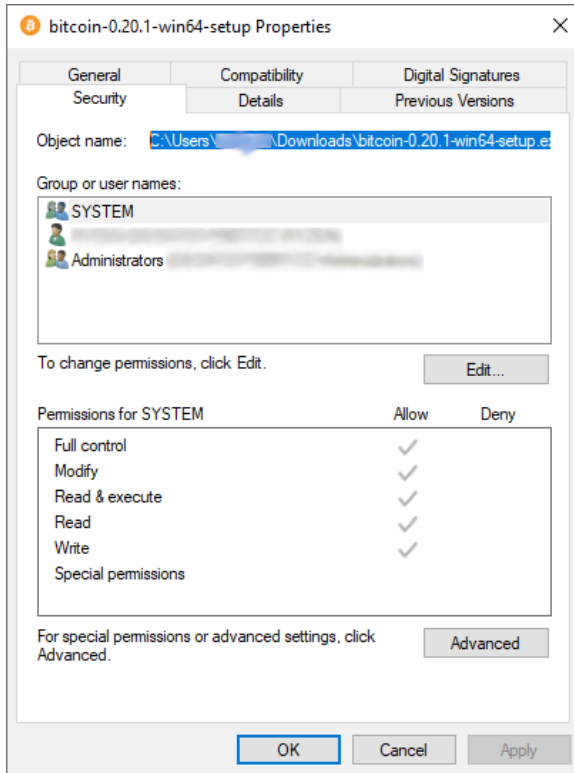 bitcoin-0.20.1-win64-setup Properties
General Compatibility Digital Signatures
Security Details Previous Versions
Object name: C:\Users\ \Downloads\bitcoin-0.20.1-win64-setup.ex
Group or user names:
SYSTEM
Administrators
To change permissions, click Edit.
Edit...
Permissions for SYSTEM Allow Deny
Full control
Modify
Read & execute
Read
Write
Special permissions
For special permissions or advanced settings, click
Advanced.
Advanced
OK Cancel Apply